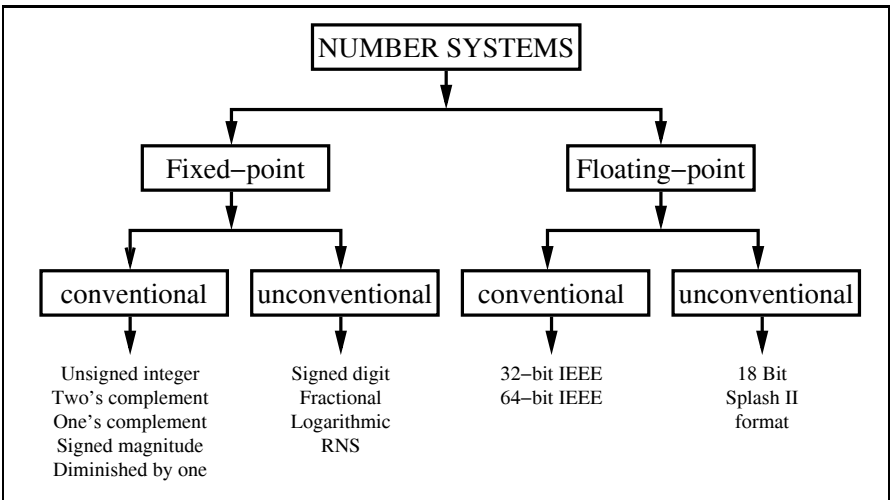 NUMBER SYSTEMS
Fixed−point
Floating−point
conventional
unconventional
conventional
unconventional
Unsigned integer
Two's complement
One's complement
Signed magnitude
Diminished by one
Signed digit
Fractional
Logarithmic
RNS
32−bit IEEE
64−bit IEEE
18 Bit
Splash II
format